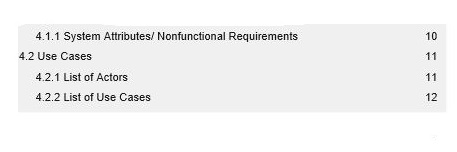 4.1.1 System Attributes/ Nonfunctional Requirements 10
4.2 Use Cases 11
4.2.1 List of Actors 11
4.2.2 List of Use Cases 12